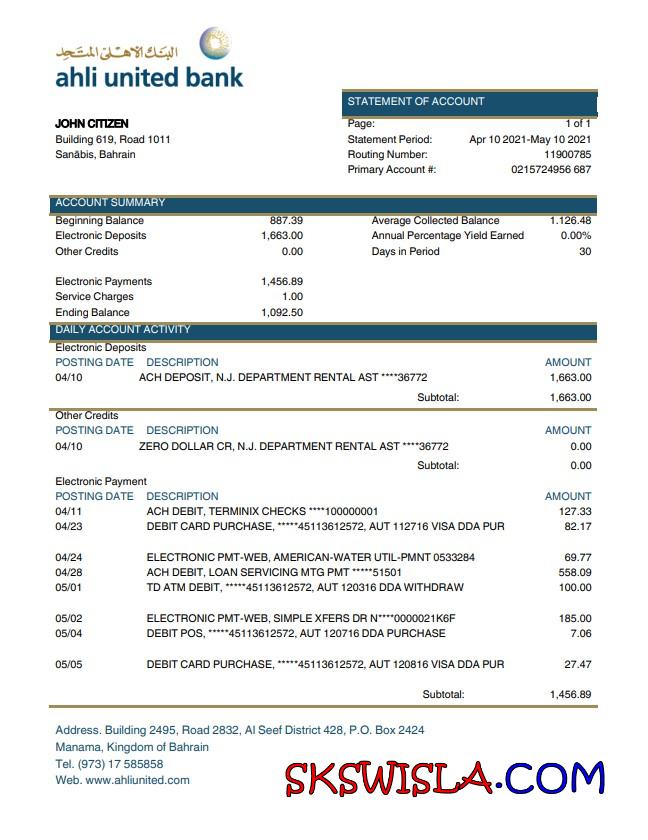 البنك الأهلي المتحد
ahli united bank
STATEMENT OF ACCOUNT
JOHN CITIZEN
Building 619, Road 1011
Sanābis, Bahrain
Page: 1 of 1
Statement Period: Apr 10 2021-May 10 2021
Routing Number: 11900785
Primary Account #: 0215724956 687
ACCOUNT SUMMARY
Beginning Balance 887.39 Average Collected Balance 1.126.48
Electronic Deposits 1,663.00 Annual Percentage Yield Earned 0.00%
Other Credits 0.00 Days in Period 30
Electronic Payments 1,456.89
Service Charges 1.00
Ending Balance 1,092.50
DAILY ACCOUNT ACTIVITY
Electronic Deposits
POSTING DATE DESCRIPTION AMOUNT
04/10 ACH DEPOSIT, N.J. DEPARTMENT RENTAL AST ****36772 1,663.00
Subtotal: 1,663.00
Other Credits
POSTING DATE DESCRIPTION AMOUNT
04/10 ZERO DOLLAR CR, N.J. DEPARTMENT RENTAL AST ****36772 0.00
Subtotal: 0.00
Electronic Payment
POSTING DATE DESCRIPTION AMOUNT
04/11 ACH DEBIT, TERMINIX CHECKS ****100000001 127.33
04/23 DEBIT CARD PURCHASE, *****45113612572, AUT 112716 VISA DDA PUR 82.17
04/24 ELECTRONIC PMT-WEB, AMERICAN-WATER UTIL-PMNT 0533284 69.77
04/28 ACH DEBIT, LOAN SERVICING MTG PMT *****51501 558.09
05/01 TD ATM DEBIT, *****45113612572, AUT 120316 DDA WITHDRAW 100.00
05/02 ELECTRONIC PMT-WEB, SIMPLE XFERS DR N****0000021K6F 185.00
05/04 DEBIT POS, *****45113612572, AUT 120716 DDA PURCHASE 7.06
05/05 DEBIT CARD PURCHASE, *****45113612572, AUT 120816 VISA DDA PUR 27.47
Subtotal: 1,456.89
Address. Building 2495, Road 2832, Al Seef District 428, P.O. Box 2424
Manama, Kingdom of Bahrain
Tel. (973) 17 585858
Web. www.ahliunited.com
SKSWISLA.COM